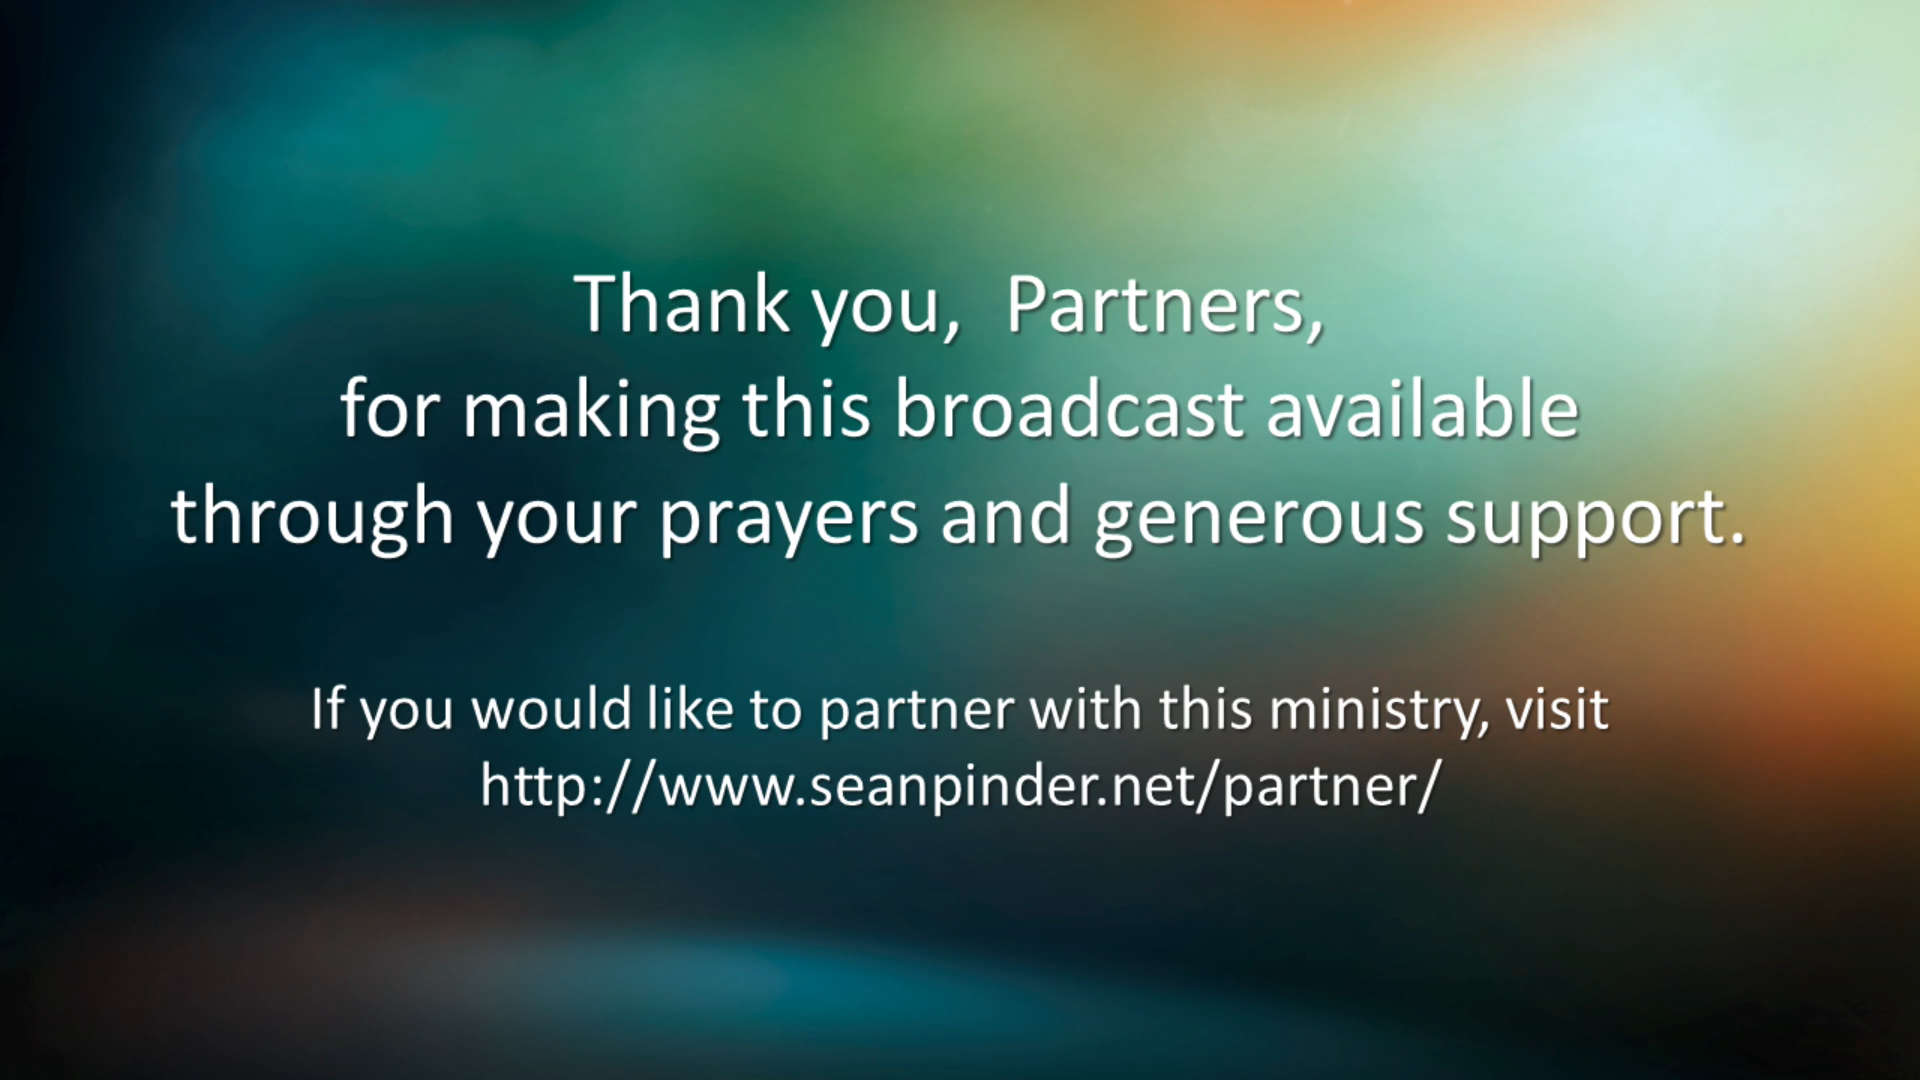 Thank you,  Partners,
for making this broadcast available
through your prayers and generous support.
If you would like to partner with this ministry, visit
http://www.seanpinder.net/partner/